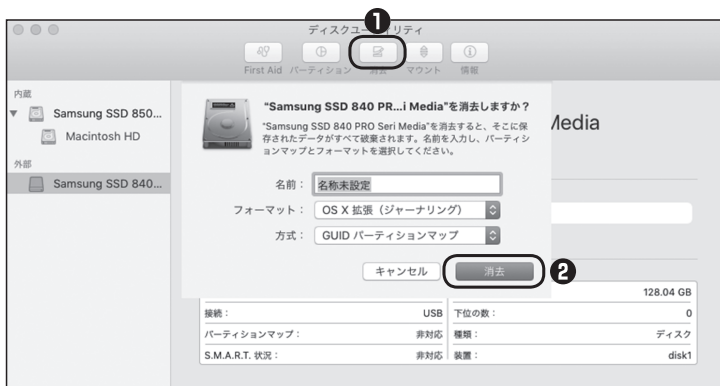 ❶
ディスクユーティリティ
First Aid パーティション 消去 マウント 情報
内蔵
Samsung SSD 850...
Macintosh HD
外部
Samsung SSD 840...
"Samsung SSD 840 PR...i Media"を消去しますか？
"Samsung SSD 840 PRO Seri Media"を消去すると、そこに保
存されたデータがすべて破棄されます。名前を入力し、パーティシ
ョンマップとフォーマットを選択してください。
Media
名前： 名称未設定
フォーマット： OS X 拡張（ジャーナリング）
方式： GUID パーティションマップ
キャンセル 消去 ❷
128.04 GB
接続： USB 下位の数： 0
パーティションマップ： 非対応 種類： ディスク
S.M.A.R.T. 状況： 非対応 装置： disk1